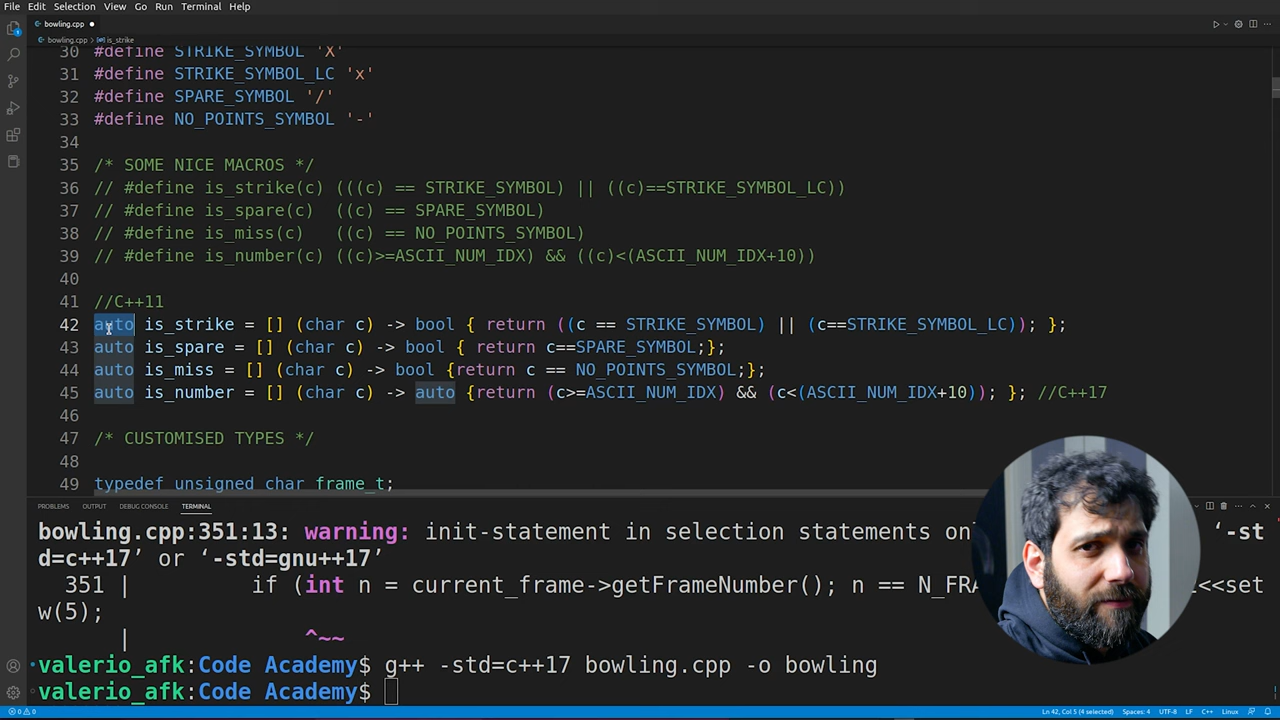 File Edit Selection View Go Run Terminal Help
bowling.cpp
bowling.cpp > is_strike
30 #define STRIKE_SYMBOL 'X'
31 #define STRIKE_SYMBOL_LC 'x'
32 #define SPARE_SYMBOL '/'
33 #define NO_POINTS_SYMBOL '-'
34
35 /* SOME NICE MACROS */
36 // #define is_strike(c) (((c) == STRIKE_SYMBOL) || ((c)==STRIKE_SYMBOL_LC))
37 // #define is_spare(c)  ((c) == SPARE_SYMBOL)
38 // #define is_miss(c)   ((c) == NO_POINTS_SYMBOL)
39 // #define is_number(c) ((c)>=ASCII_NUM_IDX) && ((c)<(ASCII_NUM_IDX+10))
40
41 //C++11
42 auto is_strike = [] (char c) -> bool { return ((c == STRIKE_SYMBOL) || (c==STRIKE_SYMBOL_LC)); };
43 auto is_spare = [] (char c) -> bool { return c==SPARE_SYMBOL;};
44 auto is_miss = [] (char c) -> bool {return c == NO_POINTS_SYMBOL;};
45 auto is_number = [] (char c) -> auto {return (c>=ASCII_NUM_IDX) && (c<(ASCII_NUM_IDX+10)); }; //C++17
46
47 /* CUSTOMISED TYPES */
48
49 typedef unsigned char frame_t;
PROBLEMS OUTPUT DEBUG CONSOLE TERMINAL
bowling.cpp:351:13: warning: init-statement in selection statements on ‘-st
d=c++17’ or ‘-std=gnu++17’
351 | if (int n = current_frame->getFrameNumber(); n == N_FRA <<set
w(5);
| ^~~
valerio_afk:Code Academy$ g++ -std=c++17 bowling.cpp -o bowling
valerio_afk:Code Academy$
0 0 Ln 42, Col 5 (4 selected) Spaces: 4 UTF-8 LF C++ Linux